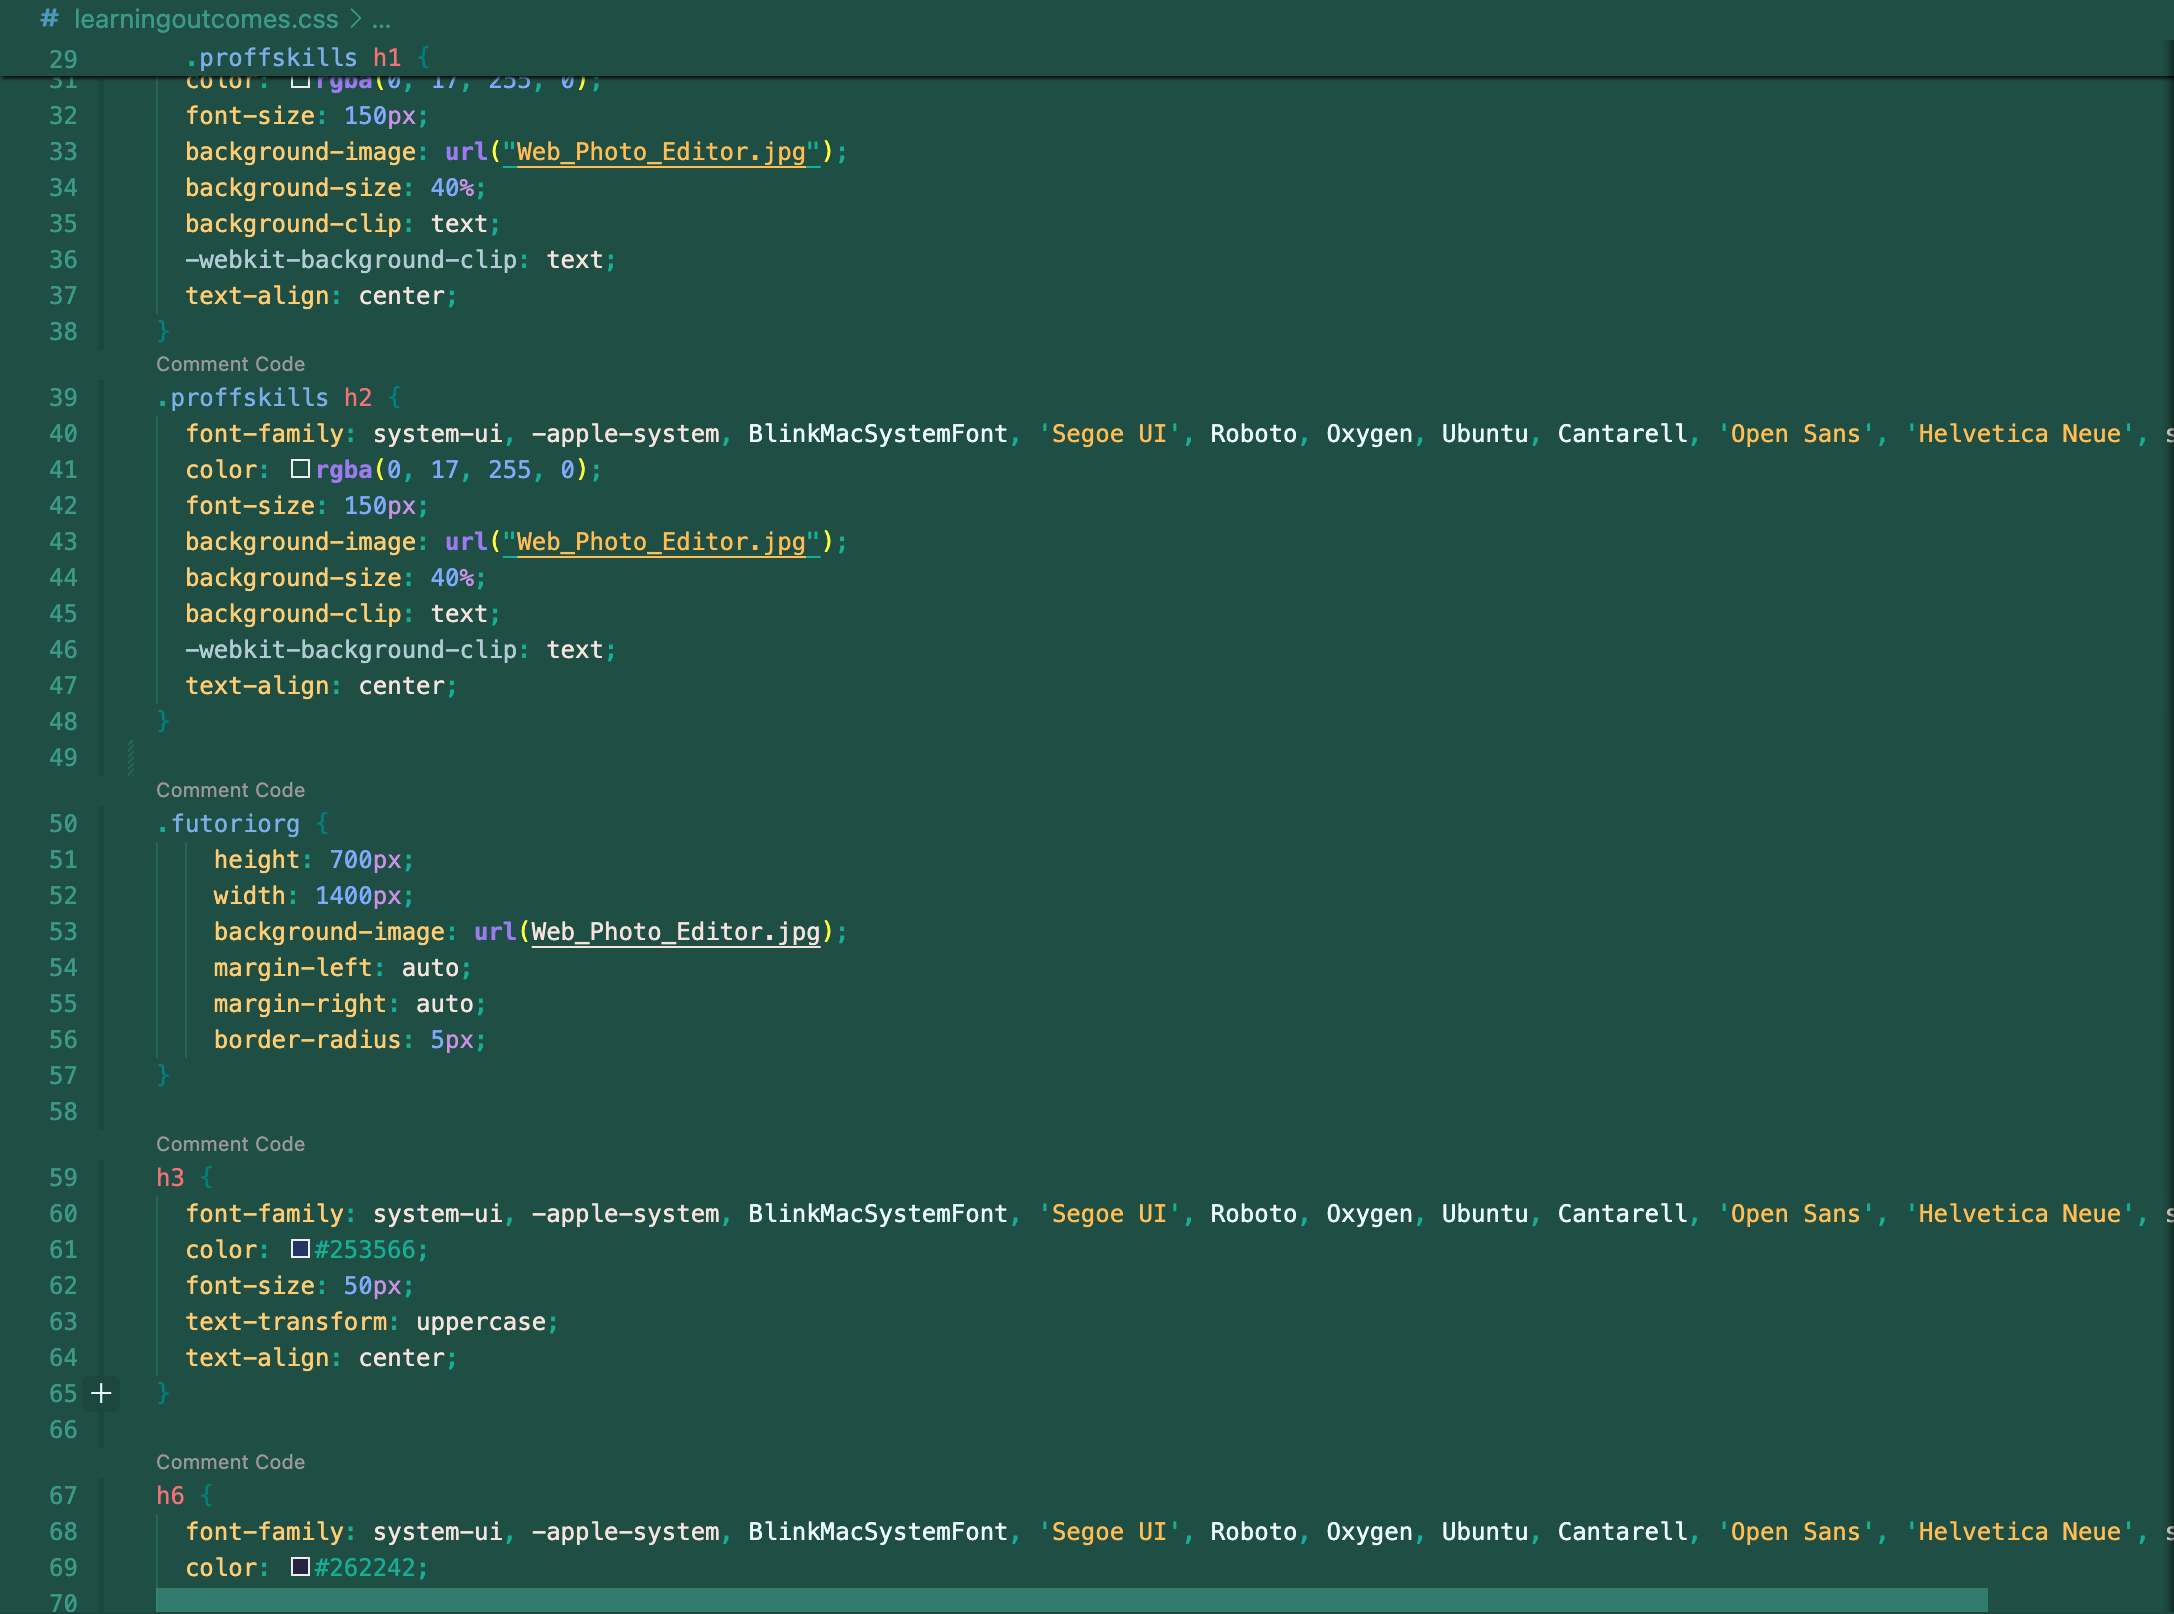 # learningoutcomes.css > ...
29 .proffskills h1 {
31 color: rgba(0, 17, 255, 0);
32 font-size: 150px;
33 background-image: url("Web_Photo_Editor.jpg");
34 background-size: 40%;
35 background-clip: text;
36 -webkit-background-clip: text;
37 text-align: center;
38 }
Comment Code
39 .proffskills h2 {
40 font-family: system-ui, -apple-system, BlinkMacSystemFont, 'Segoe UI', Roboto, Oxygen, Ubuntu, Cantarell, 'Open Sans', 'Helvetica Neue',
41 color: rgba(0, 17, 255, 0);
42 font-size: 150px;
43 background-image: url("Web_Photo_Editor.jpg");
44 background-size: 40%;
45 background-clip: text;
46 -webkit-background-clip: text;
47 text-align: center;
48 }
49
Comment Code
50 .futoriorg {
51 height: 700px;
52 width: 1400px;
53 background-image: url(Web_Photo_Editor.jpg);
54 margin-left: auto;
55 margin-right: auto;
56 border-radius: 5px;
57 }
58
Comment Code
59 h3 {
60 font-family: system-ui, -apple-system, BlinkMacSystemFont, 'Segoe UI', Roboto, Oxygen, Ubuntu, Cantarell, 'Open Sans', 'Helvetica Neue',
61 color: #253566;
62 font-size: 50px;
63 text-transform: uppercase;
64 text-align: center;
65 + }
66
Comment Code
67 h6 {
68 font-family: system-ui, -apple-system, BlinkMacSystemFont, 'Segoe UI', Roboto, Oxygen, Ubuntu, Cantarell, 'Open Sans', 'Helvetica Neue',
69 color: #262242;
70